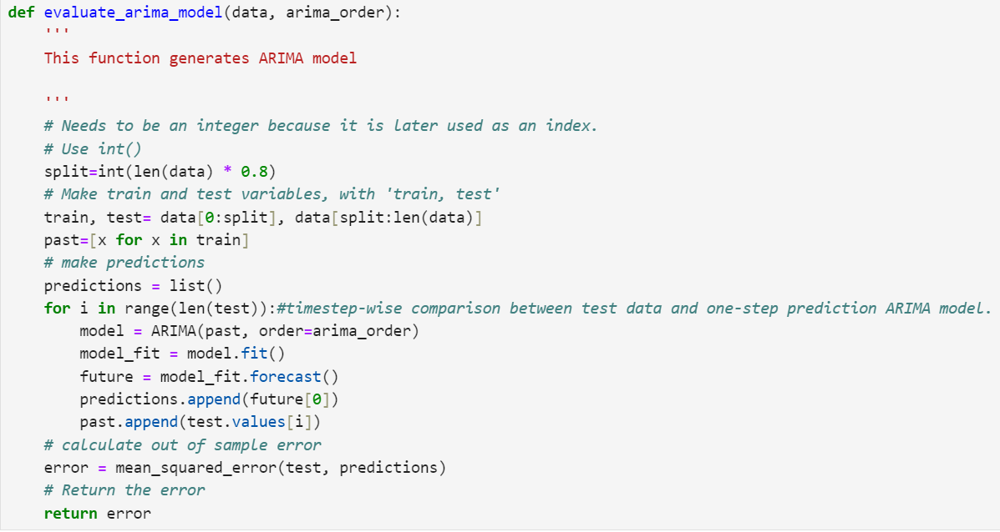 def evaluate_arima_model(data, arima_order):
    '''
    This function generates ARIMA model

    '''
    # Needs to be an integer because it is later used as an index.
    # Use int()
    split=int(len(data) * 0.8)
    # Make train and test variables, with 'train, test'
    train, test= data[0:split], data[split:len(data)]
    past=[x for x in train]
    # make predictions
    predictions = list()
    for i in range(len(test)):#timestep-wise comparison between test data and one-step prediction ARIMA model.
        model = ARIMA(past, order=arima_order)
        model_fit = model.fit()
        future = model_fit.forecast()
        predictions.append(future[0])
        past.append(test.values[i])
    # calculate out of sample error
    error = mean_squared_error(test, predictions)
    # Return the error
    return error